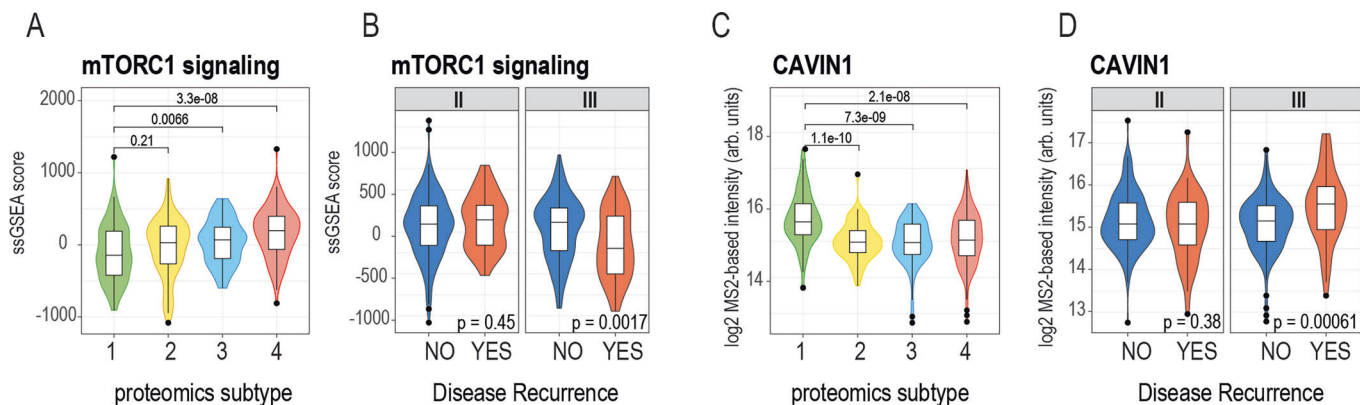 A
mTORC1 signaling
ssGSEA score
2000
1000
0
-1000
3.3e-08
0.0066
0.21
1
2
3
4
proteomics subtype
B
mTORC1 signaling
II
III
ssGSEA score
1000
500
0
-500
-1000
p = 0.45
p = 0.0017
NO
YES
NO
YES
Disease Recurrence
C
CAVIN1
log2 MS2-based intensity (arb. units)
18
16
14
2.1e-08
7.3e-09
1.1e-10
1
2
3
4
proteomics subtype
D
CAVIN1
II
III
log2 MS2-based intensity (arb. units)
17
16
15
14
13
p = 0.38
p = 0.00061
NO
YES
NO
YES
Disease Recurrence